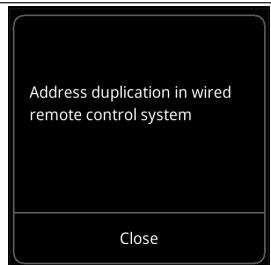 Address duplication in wired
remote control system
Close